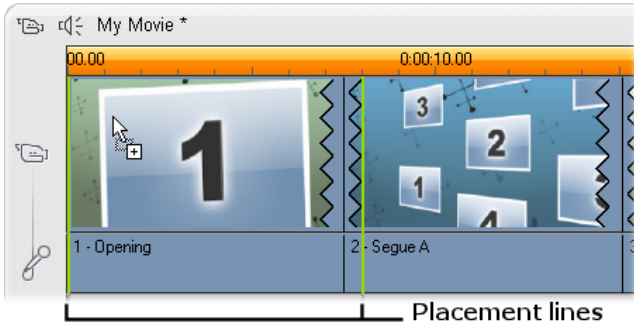 My Movie *
00.00 0:00:10.00
1
3
2
1
4
1 - Opening 2 - Segue A
Placement lines